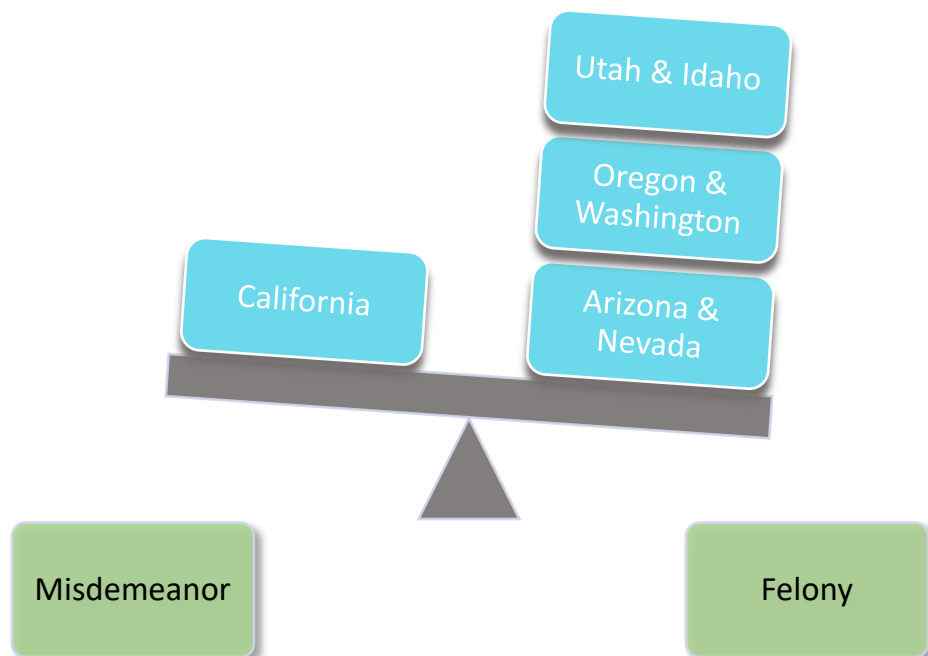 Utah & Idaho
Oregon &
Washington
California
Arizona &
Nevada
Misdemeanor
Felony